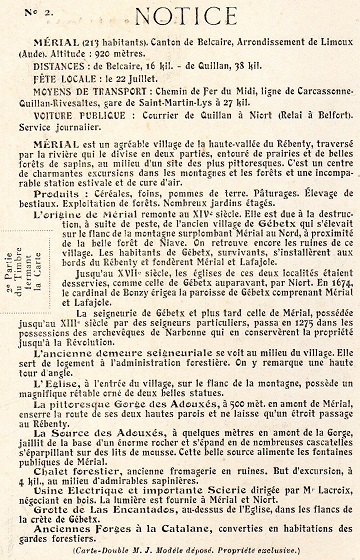 No 2.
NOTICE
MÉRIAL (213 habitants). Canton de Belcaire, Arrondissement de Limoux
(Aude). Altitude : 920 mètres.
DISTANCES : de Belcaire, 16 kil. - de Quillan, 38 kil.
FÊTE LOCALE : le 22 Juillet.
MOYENS DE TRANSPORT : Chemin de Fer du Midi, ligne de Carcassonne-
Quillan-Rivesaltes, gare de Saint-Martin-Lys à 27 kil.
VOITURE PUBLIQUE : Courrier de Quillan à Niort (Relai à Belfort).
Service journalier.
MÉRIAL est un agréable village de la haute-vallée du Rébenty, traversé
par la rivière qui le divise en deux parties, entouré de prairies et de belles
forêts de sapins, au milieu d'un site des plus pittoresques. C'est un centre de
charmantes excursions dans les montagnes et les forêts et une incompa-
rable station estivale et de cure d'air.
Produits : Céréales, foins, pommes de terre. Pâturages. Élevage de
bestiaux. Exploitation de forêts. Nombreux jardins étagés.
L'origine de Mérial remonte au XIVe siècle. Elle est due à la destruc-
tion, à suite de peste, de l'ancien village de Gébetx qui s'élevait
sur le flanc de la montagne surplombant Mérial au Nord, à proximité
de la belle forêt de Niave. On retrouve encore les ruines de ce
village. Les habitants de Gébetx, survivants, s'installèrent aux
bords du Rébenty et fondèrent Mérial et Lafajole.
Jusqu'au XVIIe siècle, les églises de ces deux localités étaient
desservies, comme celle de Gébetx auparavant, par Niort. En 1674,
le cardinal de Bonzy érigea la paroisse de Gébetx comprenant Mérial
et Lafajole.
La seigneurie de Gébetx et plus tard celle de Mérial, possédée
jusqu'au XIIIe siècle par des seigneurs particuliers, passa en 1275 dans les
possessions des archevêques de Narbonne qui en conservèrent la propriété
jusqu'à la Révolution.
L'ancienne demeure seigneuriale se voit au milieu du village. Elle
sert de logement à l'administration forestière. On y remarque une haute
tour d'angle.
L'Eglise, à l'entrée du village, sur le flanc de la montagne, possède un
magnifique rétable orné de deux belles statues.
La pittoresque Gorge des Adouxés, à 500 mèt. en amont de Mérial,
enserre la route de ses deux hautes parois et ne laisse qu'un étroit passage
au Rébenty.
La Source des Adouxés, à quelques mètres en amont de la Gorge,
jaillit de la base d'un énorme rocher et s'épand en de nombreuses cascatelles
s'éparpillant sur des lits de mousse. Cette belle source alimente les fontaines
publiques de Mérial.
Chalet forestier, ancienne fromagerie en ruines. But d'excursion, à
4 kil., au milieu d'admirables sapinières.
Usine Electrique et importante Scierie dirigée par Mr Lacroix,
négociant en bois. La lumière est fournie à Mérial et Niort.
Grotte de Las Encantados, au-dessus de l'Eglise, dans les flancs de
la crête de Gébetx.
Anciennes Forges à la Catalane, converties en habitations des
gardes forestiers.
(Carte-Double M. J. Modèle déposé. Propriété exclusive.)
2e Partie
du Timbre
fermant
la Carte